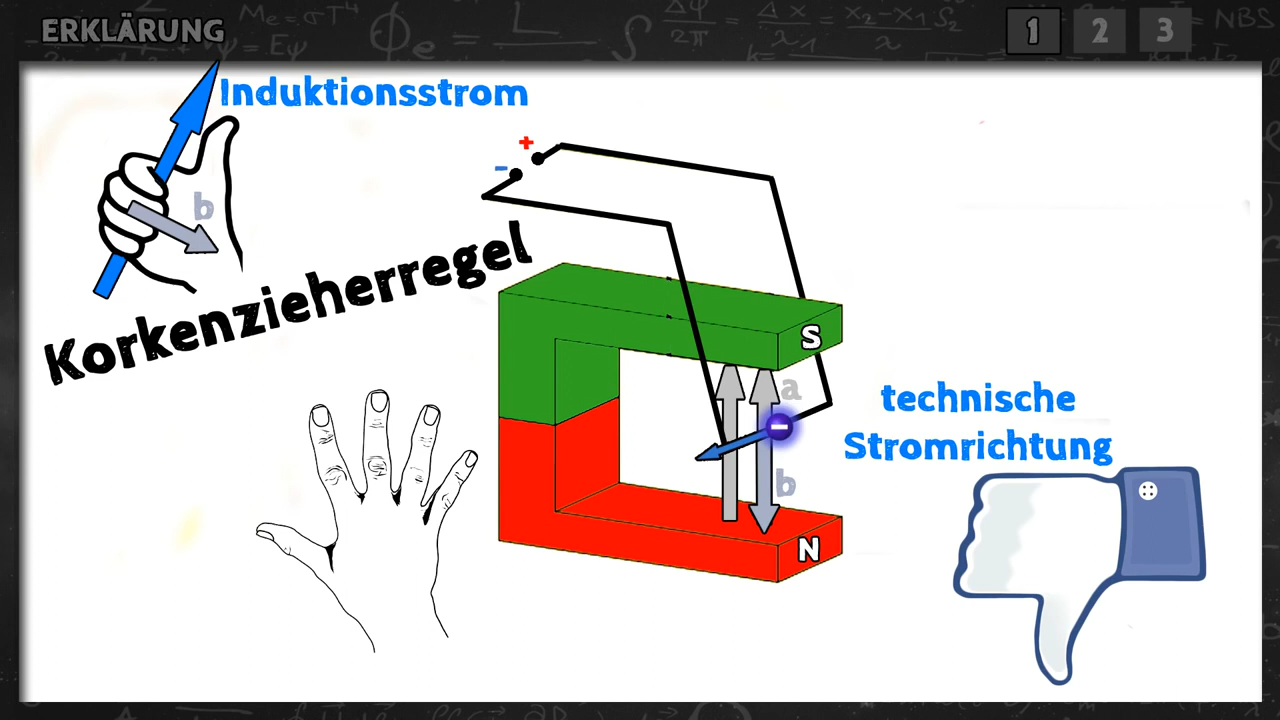 ERKLÄRUNG
1 2 3
Induktionsstrom
b
+
-
Korkenzieherregel
S
a
-
technische
Stromrichtung
b
N